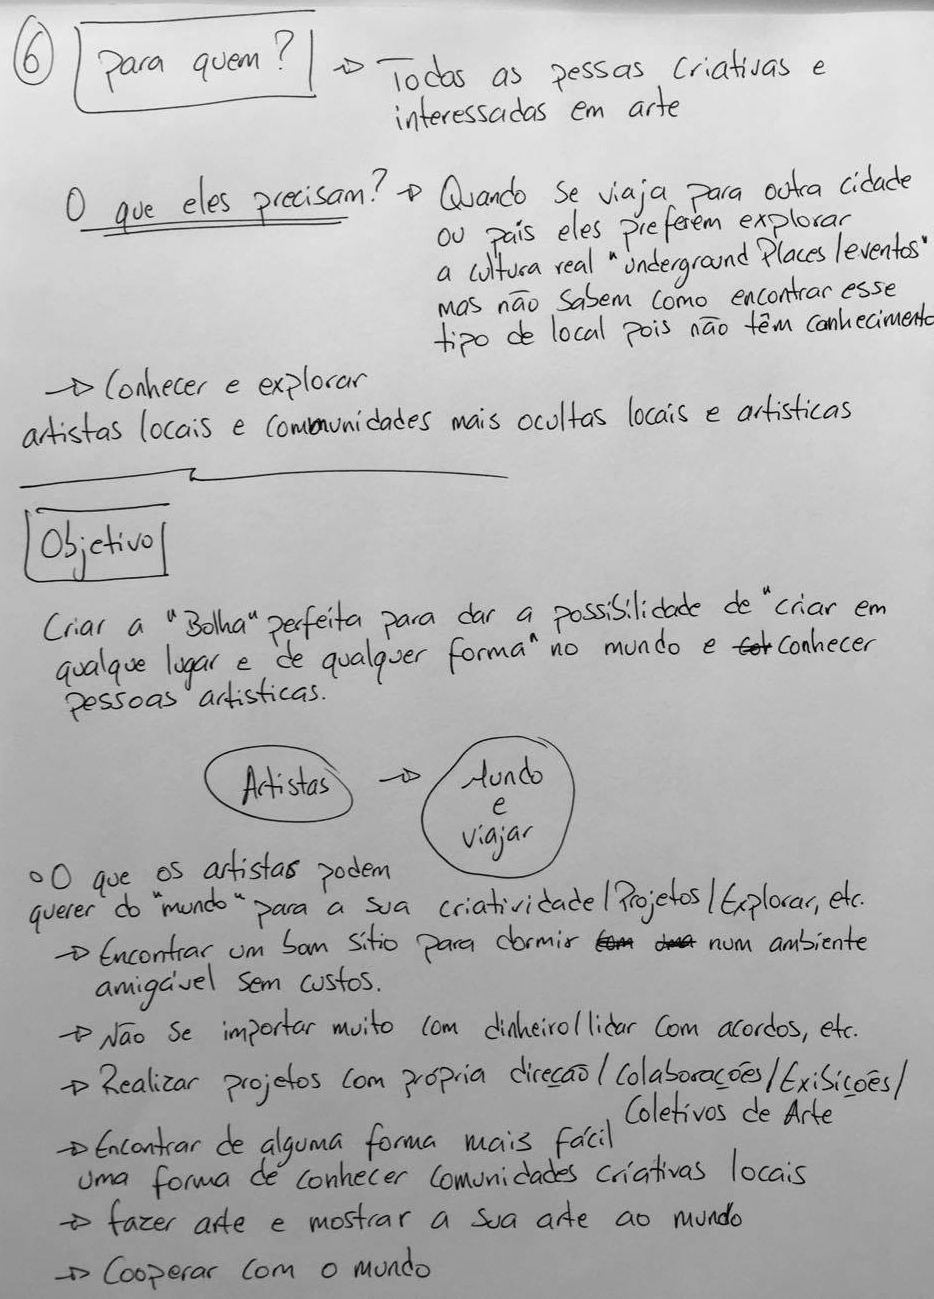 6 para quem? → Todas as pessas criativas e
interessadas em arte
O que eles precisam? → Quando se viaja para outra cidade
ou país eles preferem explorar
a cultura real "underground Places/eventos"
mas não sabem como encontrar esse
tipo de local pois não têm conhecimento
→ Conhecer e explorar
artistas locais e comunidades mais ocultas locais e artisticas
Objetivo
Criar a "Bolha" perfeita para dar a possibilidade de "criar em
qualque lugar e de qualquer forma" no mundo e conhecer
pessoas artisticas.
Artistas → Mundo
e
viajar
O que os artistas podem
querer do "mundo" para a sua criatividade/Projetos/Explorar, etc.
→ Encontrar um bom sítio para dormir num ambiente
amigável sem custos.
→ Não se importar muito com dinheiro/lidar com acordos, etc.
→ Realizar projetos com própria direcão/Colaboracões/Exibicoēs/
Coletivos de Arte
→ Encontrar de alguma forma mais fácil
uma forma de conhecer comunidades criativas locais
→ fazer arte e mostrar a sua arte ao mundo
→ Cooperar com o mundo